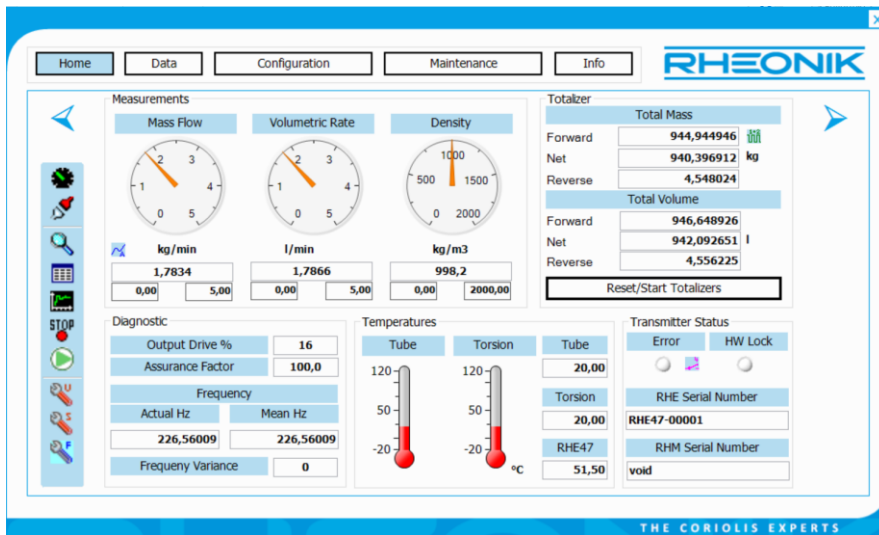 Home Data Configuration Maintenance Info RHEONIK
Measurements
Mass Flow Volumetric Rate Density
0 1 2 3 4 5
0 1 2 3 4 5
0 500 1000 1500 2000
kg/min l/min kg/m3
1,7834 1,7866 998,2
0,00 5,00 0,00 5,00 0,00 2000,00
Totalizer
Total Mass
Forward 944,944946
Net 940,396912 kg
Reverse 4,548024
Total Volume
Forward 946,648926
Net 942,092651 l
Reverse 4,556225
Reset/Start Totalizers
STOP
U
S
F
Diagnostic
Output Drive % 16
Assurance Factor 100,0
Frequency
Actual Hz Mean Hz
226,56009 226,56009
Frequeny Variance 0
Temperatures
Tube Torsion Tube
120 120 20,00
50 50 Torsion
20,00
-20 -20 RHE47
°C 51,50
Transmitter Status
Error HW Lock
RHE Serial Number
RHE47-00001
RHM Serial Number
void
THE CORIOLIS EXPERTS